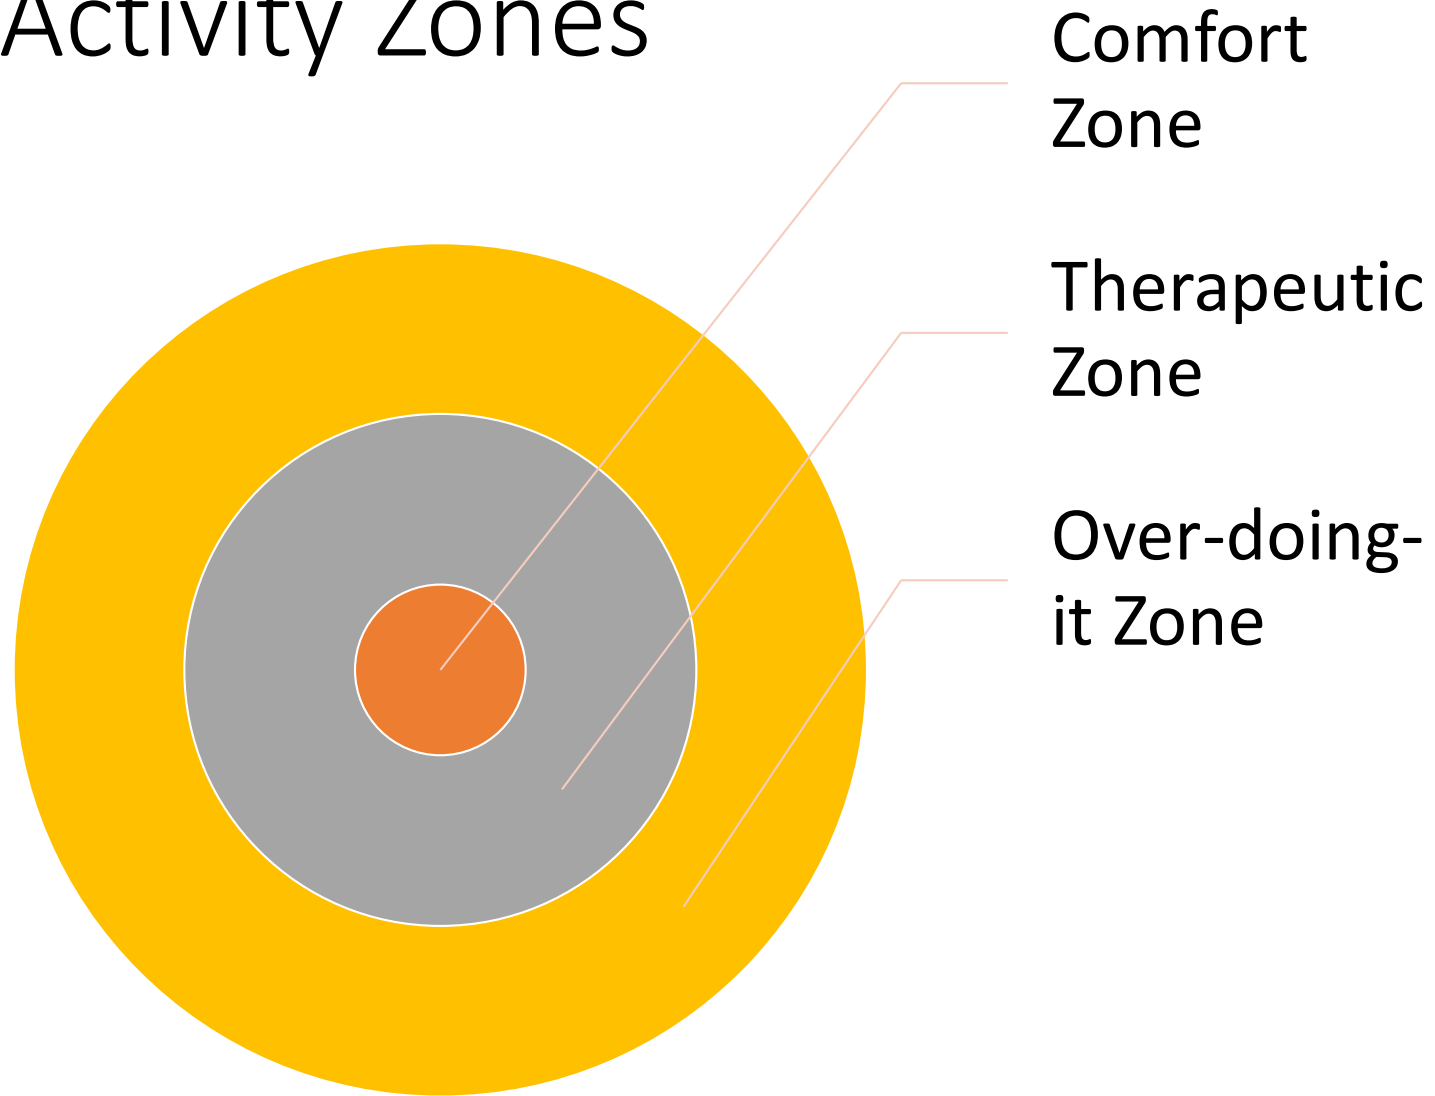 Activity Zones
Comfort
Zone
Therapeutic
Zone
Over-doing-
it Zone